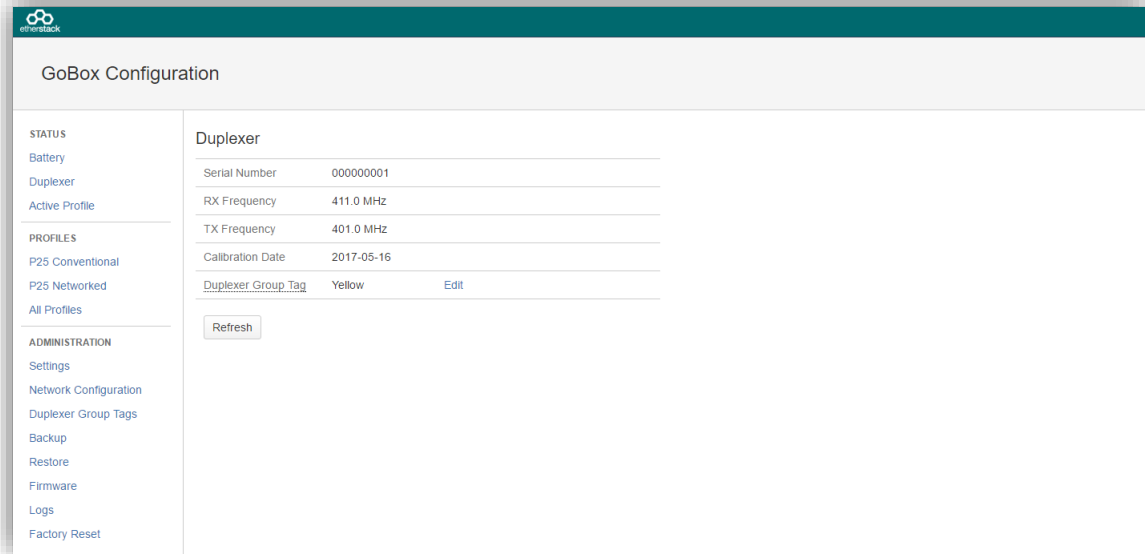 etherstack
GoBox Configuration
STATUS
Battery
Duplexer
Active Profile
PROFILES
P25 Conventional
P25 Networked
All Profiles
ADMINISTRATION
Settings
Network Configuration
Duplexer Group Tags
Backup
Restore
Firmware
Logs
Factory Reset
Duplexer
Serial Number 000000001
RX Frequency 411.0 MHz
TX Frequency 401.0 MHz
Calibration Date 2017-05-16
Duplexer Group Tag Yellow Edit
Refresh